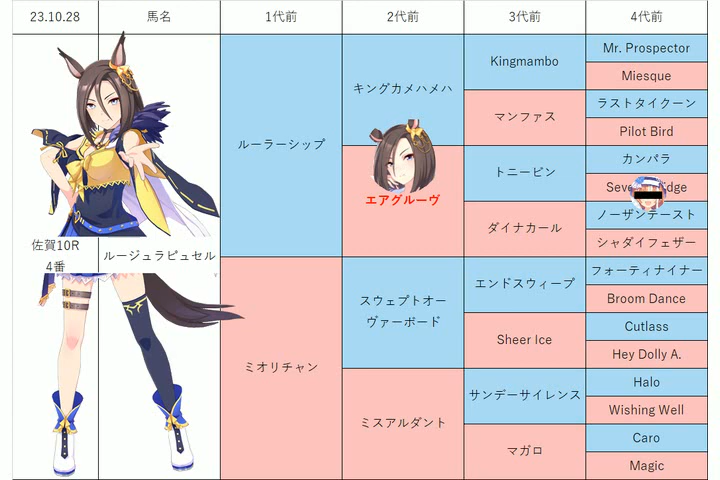 23.10.28 馬名 1代前 2代前 3代前 4代前
佐賀10R
4番
ルージュラピュセル
ルーラーシップ
ミオリチャン
キングカメハメハ
エアグルーヴ
スウェプトオー
ヴァーボード
ミスアルダント
Kingmambo
マンファス
トニービン
ダイナカール
エンドスウィープ
Sheer Ice
サンデーサイレンス
マガロ
Mr. Prospector
Miesque
ラストタイクーン
Pilot Bird
カンパラ
ノーザンテースト
シャダイフェザー
フォーティナイナー
Broom Dance
Cutlass
Hey Dolly A.
Halo
Wishing Well
Caro
Magic